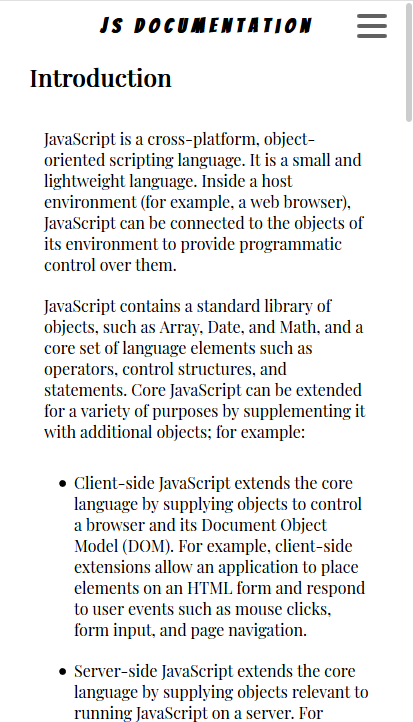 JS DOCUMENTATION
Introduction
JavaScript is a cross-platform, object-
oriented scripting language. It is a small and
lightweight language. Inside a host
environment (for example, a web browser),
JavaScript can be connected to the objects of
its environment to provide programmatic
control over them.
JavaScript contains a standard library of
objects, such as Array, Date, and Math, and a
core set of language elements such as
operators, control structures, and
statements. Core JavaScript can be extended
for a variety of purposes by supplementing it
with additional objects; for example:
• Client-side JavaScript extends the core
language by supplying objects to control
a browser and its Document Object
Model (DOM). For example, client-side
extensions allow an application to place
elements on an HTML form and respond
to user events such as mouse clicks,
form input, and page navigation.
• Server-side JavaScript extends the core
language by supplying objects relevant to
running JavaScript on a server. For